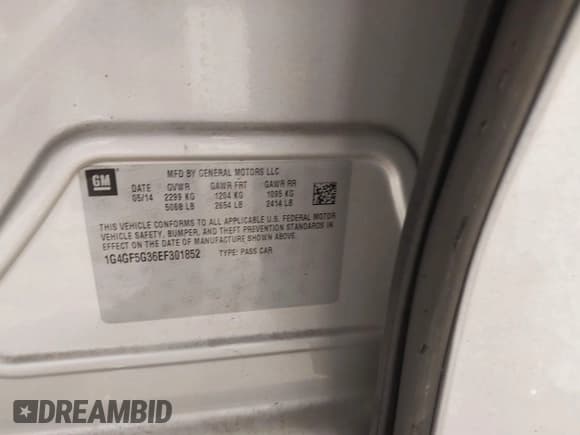 GM
MFD BY GENERAL MOTORS LLC
DATE GVWR GAWR FRT GAWR RR
05/14 2299 KG 1204 KG 1095 KG
5068 LB 2654 LB 2414 LB
THIS VEHICLE CONFORMS TO ALL APPLICABLE U.S. FEDERAL MOTOR
VEHICLE SAFETY, BUMPER, AND THEFT PREVENTION STANDARDS
IN EFFECT ON THE DATE OF MANUFACTURE SHOWN ABOVE.
1G4GF5G36EF301852 TYPE: PASS CAR
DREAMBID